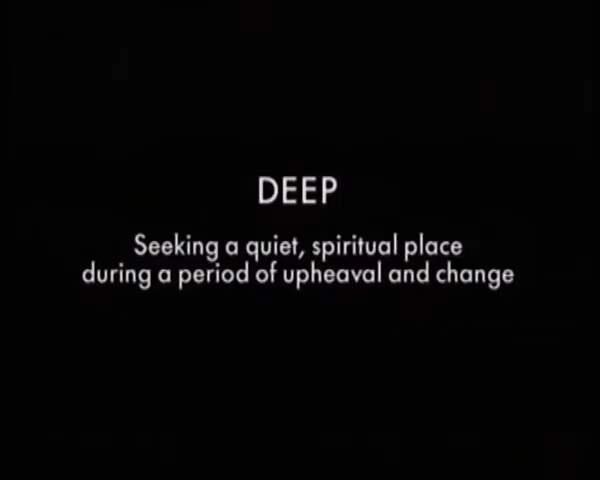 DEEP
Seeking a quiet, spiritual place
during a period of upheaval and change